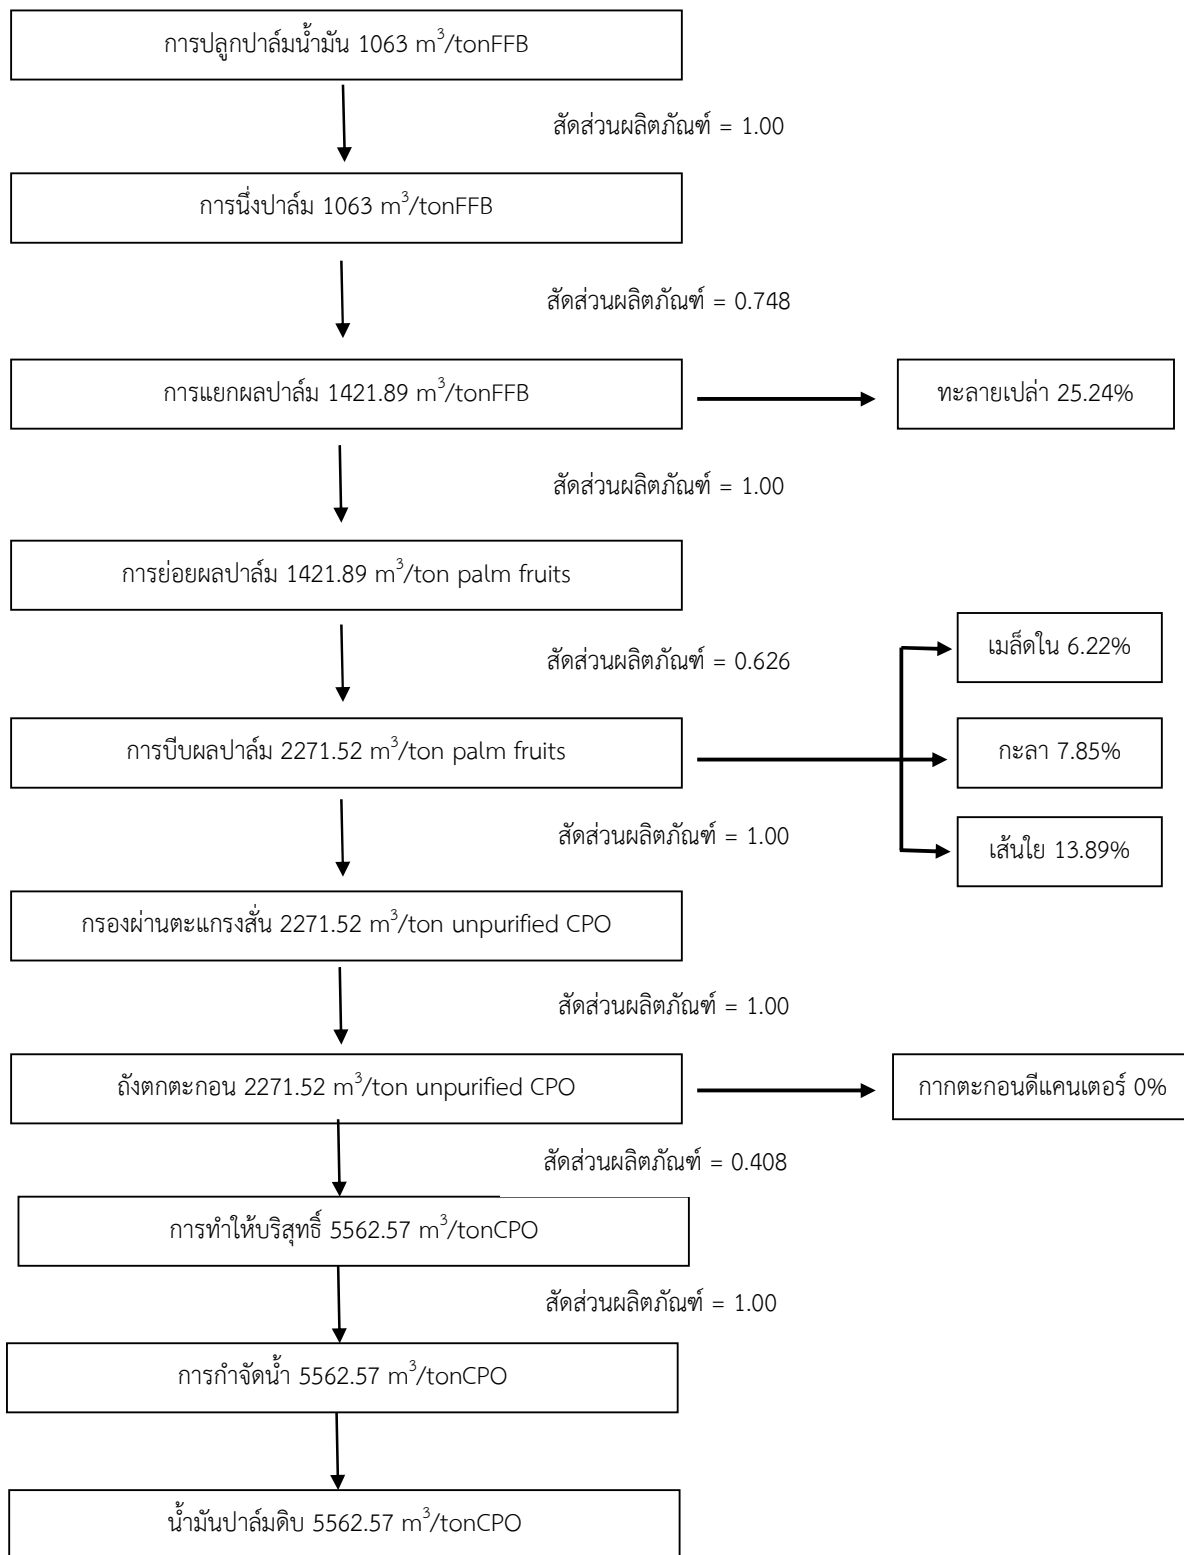 การปลูกปาล์มน้ำมัน 1063 m³/tonFFB
สัดส่วนผลิตภัณฑ์ = 1.00
การนึ่งปาล์ม 1063 m³/tonFFB
สัดส่วนผลิตภัณฑ์ = 0.748
การแยกผลปาล์ม 1421.89 m³/tonFFB
ทะลายเปล่า 25.24%
สัดส่วนผลิตภัณฑ์ = 1.00
การย่อยผลปาล์ม 1421.89 m³/ton palm fruits
เมล็ดใน 6.22%
สัดส่วนผลิตภัณฑ์ = 0.626
การบีบผลปาล์ม 2271.52 m³/ton palm fruits
กะลา 7.85%
สัดส่วนผลิตภัณฑ์ = 1.00
เส้นใย 13.89%
กรองผ่านตะแกรงสั่น 2271.52 m³/ton unpurified CPO
สัดส่วนผลิตภัณฑ์ = 1.00
ถังตกตะกอน 2271.52 m³/ton unpurified CPO
กากตะกอนดีแคนเตอร์ 0%
สัดส่วนผลิตภัณฑ์ = 0.408
การทำให้บริสุทธิ์ 5562.57 m³/tonCPO
สัดส่วนผลิตภัณฑ์ = 1.00
การกำจัดน้ำ 5562.57 m³/tonCPO
น้ำมันปาล์มดิบ 5562.57 m³/tonCPO